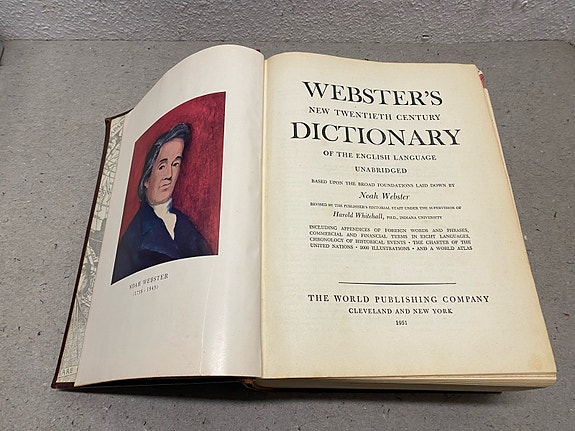 NOAH WEBSTER
(1758 - 1843)
WEBSTER'S
NEW TWENTIETH CENTURY
DICTIONARY
OF THE ENGLISH LANGUAGE
UNABRIDGED
BASED UPON THE BROAD FOUNDATIONS LAID DOWN BY
Noah Webster
REVISED BY THE PUBLISHER'S EDITORIAL STAFF UNDER THE SUPERVISION OF
Harold Whitehall, PH.D., INDIANA UNIVERSITY
INCLUDING APPENDICES OF FOREIGN WORDS AND PHRASES,
COMMERCIAL AND FINANCIAL TERMS IN EIGHT LANGUAGES,
CHRONOLOGY OF HISTORICAL EVENTS • THE CHARTER OF THE
UNITED NATIONS • 1000 ILLUSTRATIONS • AND A WORLD ATLAS
THE WORLD PUBLISHING COMPANY
CLEVELAND AND NEW YORK
1951